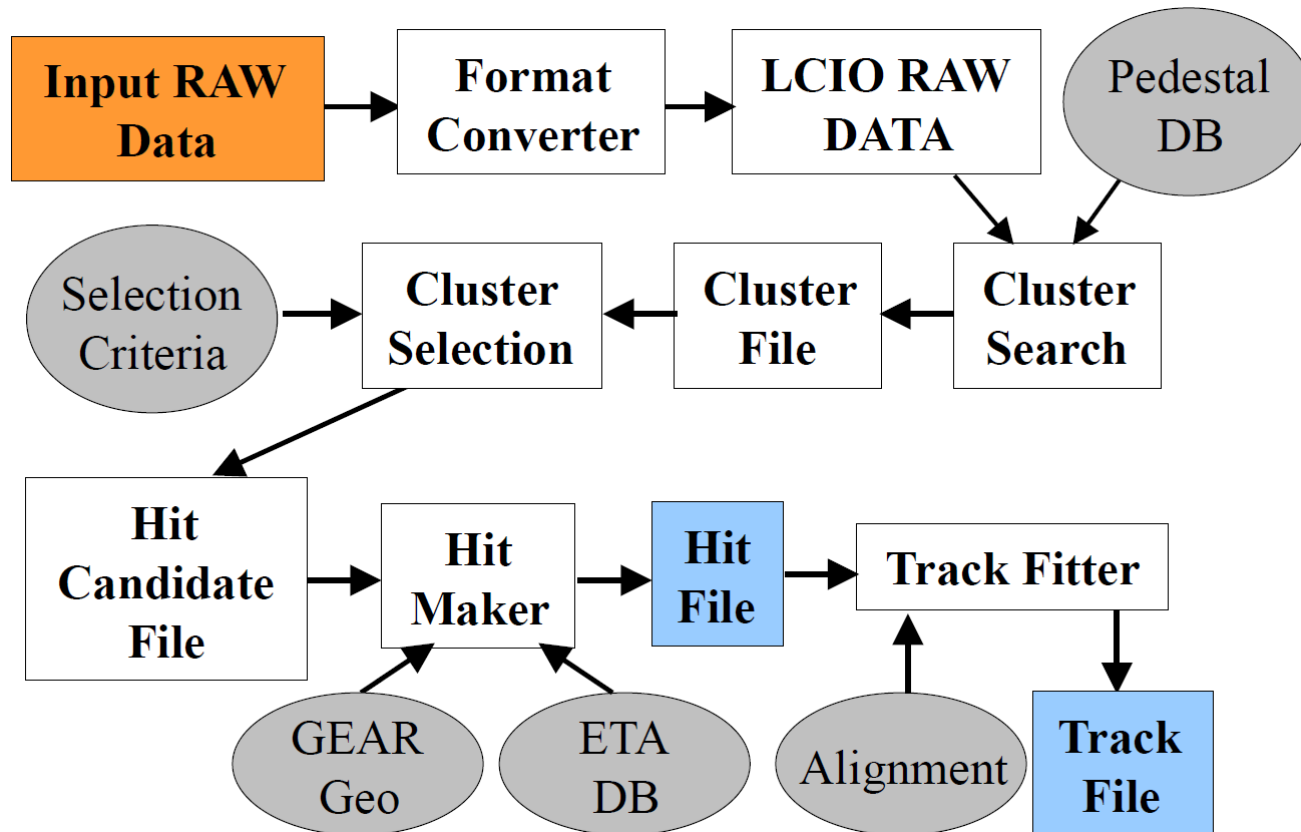 Input RAW
Data
Format
Converter
LCIO RAW
DATA
Pedestal
DB
Selection
Criteria
Cluster
Selection
Cluster
File
Cluster
Search
Hit
Candidate
File
Hit
Maker
Hit
File
Track Fitter
GEAR
Geo
ETA
DB
Alignment
Track
File